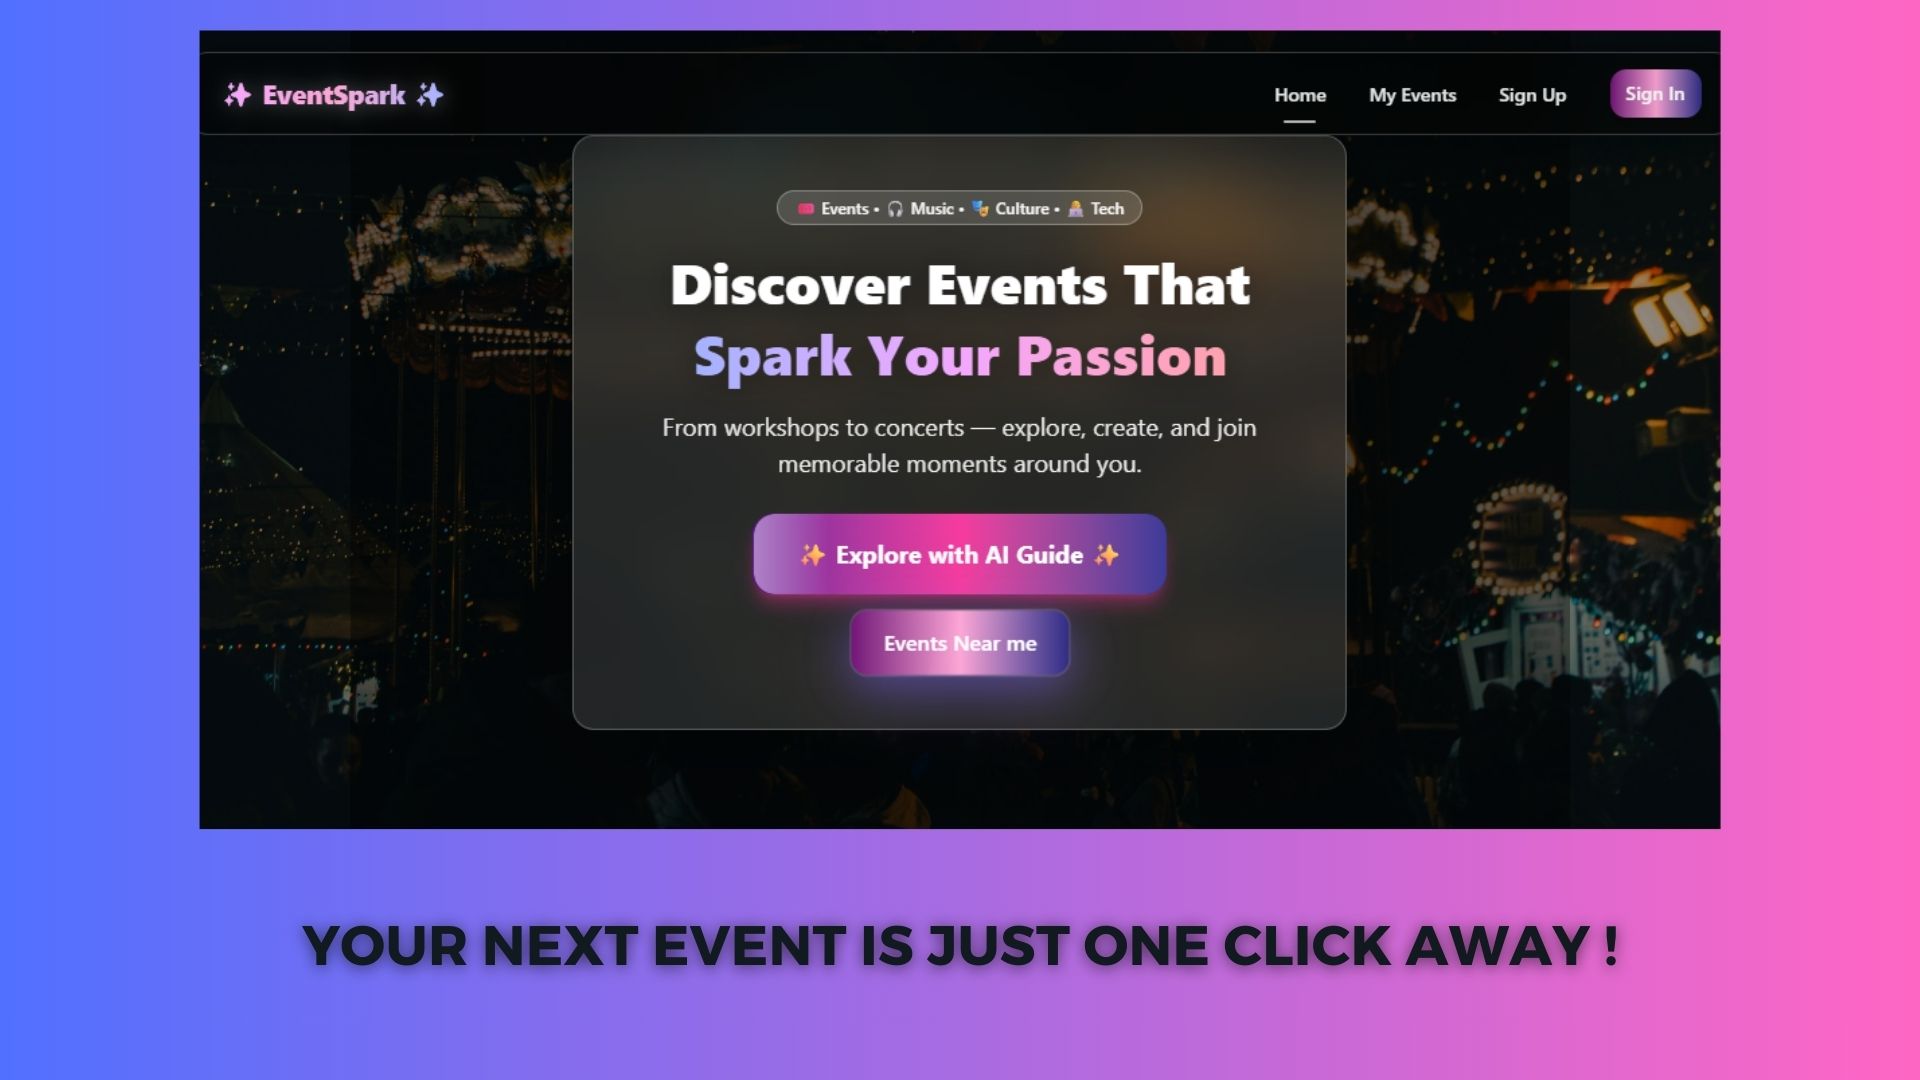 ✨ EventSpark ✨
Home My Events Sign Up Sign In
Events • Music • Culture • Tech
Discover Events That
Spark Your Passion
From workshops to concerts — explore, create, and join
memorable moments around you.
✨ Explore with AI Guide ✨
Events Near me
YOUR NEXT EVENT IS JUST ONE CLICK AWAY !